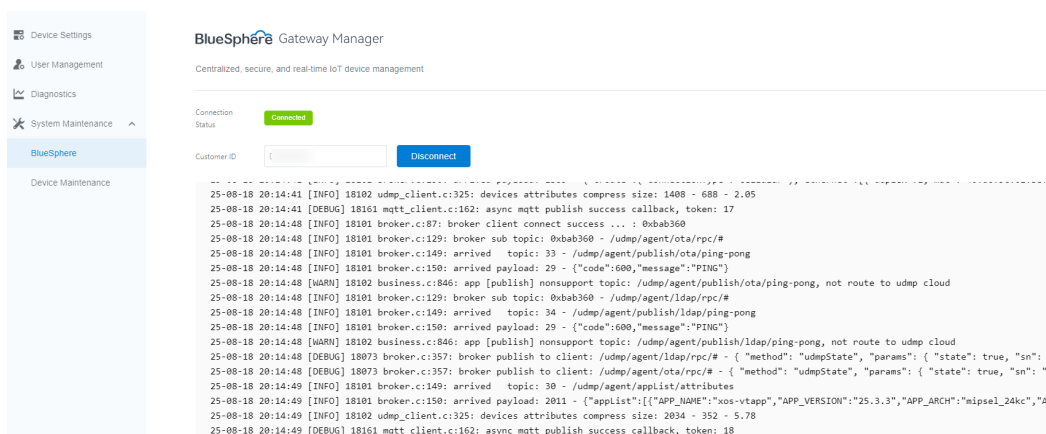 Device Settings
User Management
Diagnostics
System Maintenance
BlueSphere
Device Maintenance
BlueSphere Gateway Manager
Centralized, secure, and real-time IoT device management
Connection
Status
Connected
Customer ID
Disconnect
25-08-18 20:14:41 [INFO] 18102 udmp_client.c:325: devices attributes compress size: 1408 - 688 - 2.05
25-08-18 20:14:41 [DEBUG] 18161 mqtt_client.c:162: async mqtt publish success callback, token: 17
25-08-18 20:14:48 [INFO] 18101 broker.c:87: broker client connect success ... : 0xbab360
25-08-18 20:14:48 [INFO] 18101 broker.c:129: broker sub topic: 0xbab360 - /udmp/agent/ota/rpc/#
25-08-18 20:14:48 [INFO] 18101 broker.c:149: arrived   topic: 33 - /udmp/agent/publish/ota/ping-pong
25-08-18 20:14:48 [INFO] 18101 broker.c:150: arrived payload: 29 - {"code":600,"message":"PING"}
25-08-18 20:14:48 [WARN] 18102 business.c:846: app [publish] nonsupport topic: /udmp/agent/publish/ota/ping-pong, not route to udmp cloud
25-08-18 20:14:48 [INFO] 18101 broker.c:129: broker sub topic: 0xbab360 - /udmp/agent/ldap/rpc/#
25-08-18 20:14:48 [INFO] 18101 broker.c:149: arrived   topic: 34 - /udmp/agent/publish/ldap/ping-pong
25-08-18 20:14:48 [INFO] 18101 broker.c:150: arrived payload: 29 - {"code":600,"message":"PING"}
25-08-18 20:14:48 [WARN] 18102 business.c:846: app [publish] nonsupport topic: /udmp/agent/publish/ldap/ping-pong, not route to udmp cloud
25-08-18 20:14:48 [DEBUG] 18073 broker.c:357: broker publish to client: /udmp/agent/ldap/rpc/# - { "method": "udmpState", "params": { "state": true, "sn":
25-08-18 20:14:48 [DEBUG] 18073 broker.c:357: broker publish to client: /udmp/agent/ota/rpc/# - { "method": "udmpState", "params": { "state": true, "sn": "
25-08-18 20:14:49 [INFO] 18101 broker.c:149: arrived   topic: 30 - /udmp/agent/appList/attributes
25-08-18 20:14:49 [INFO] 18101 broker.c:150: arrived payload: 2011 - {"appList":[{"APP_NAME":"xos-vtapp","APP_VERSION":"25.3.3","APP_ARCH":"mipsel_24kc","A
25-08-18 20:14:49 [INFO] 18102 udmp_client.c:325: devices attributes compress size: 2034 - 352 - 5.78
25-08-18 20:14:49 [DEBUG] 18161 mqtt_client.c:162: async mqtt publish success callback, token: 18